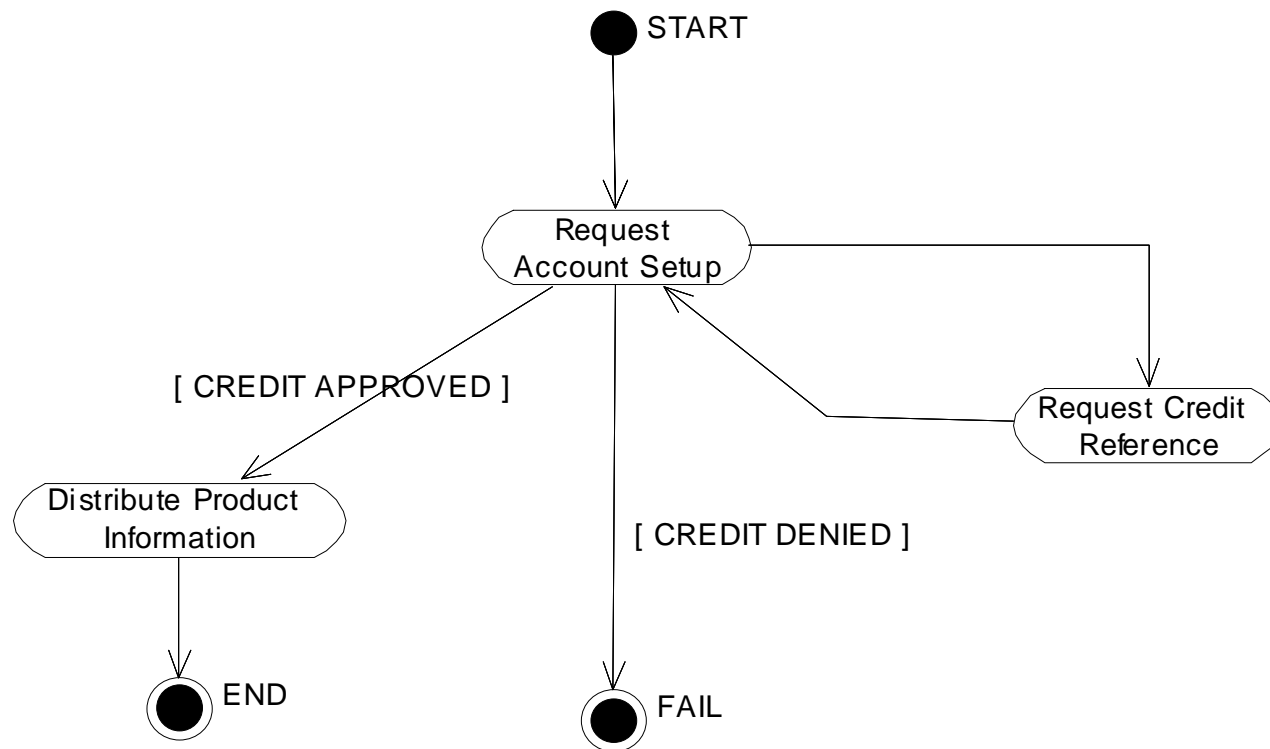 START
Request
Account Setup
[ CREDIT APPROVED ]
Request Credit
Reference
Distribute Product
Information
[ CREDIT DENIED ]
END
FAIL